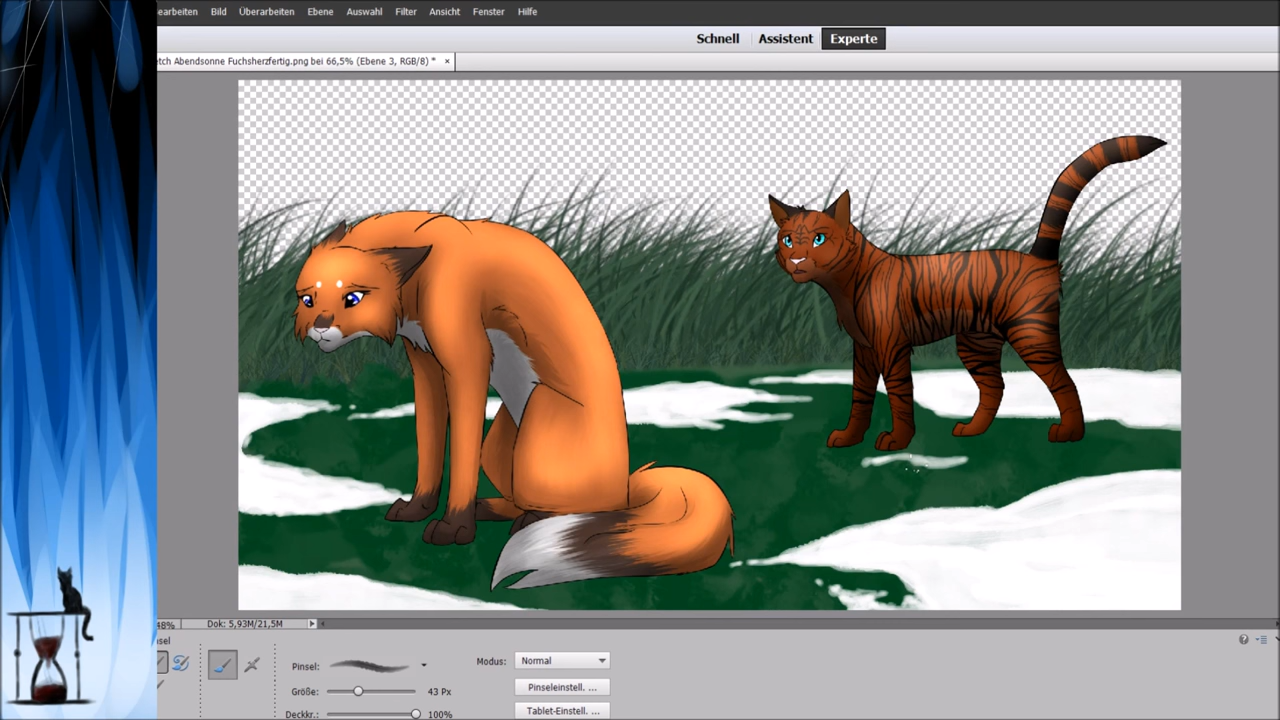 earbeiten Bild Überarbeiten Ebene Auswahl Filter Ansicht Fenster Hilfe
Schnell Assistent Experte
tch Abendsonne Fuchsherzfertig.png bei 66,5% (Ebene 3, RGB/8) * ×
48% Dok: 5,93M/21,5M
sel
Pinsel: Modus: Normal
Größe: 43 Px Pinseleinstell. ...
Deckkr.: 100% Tablet-Einstell. ...